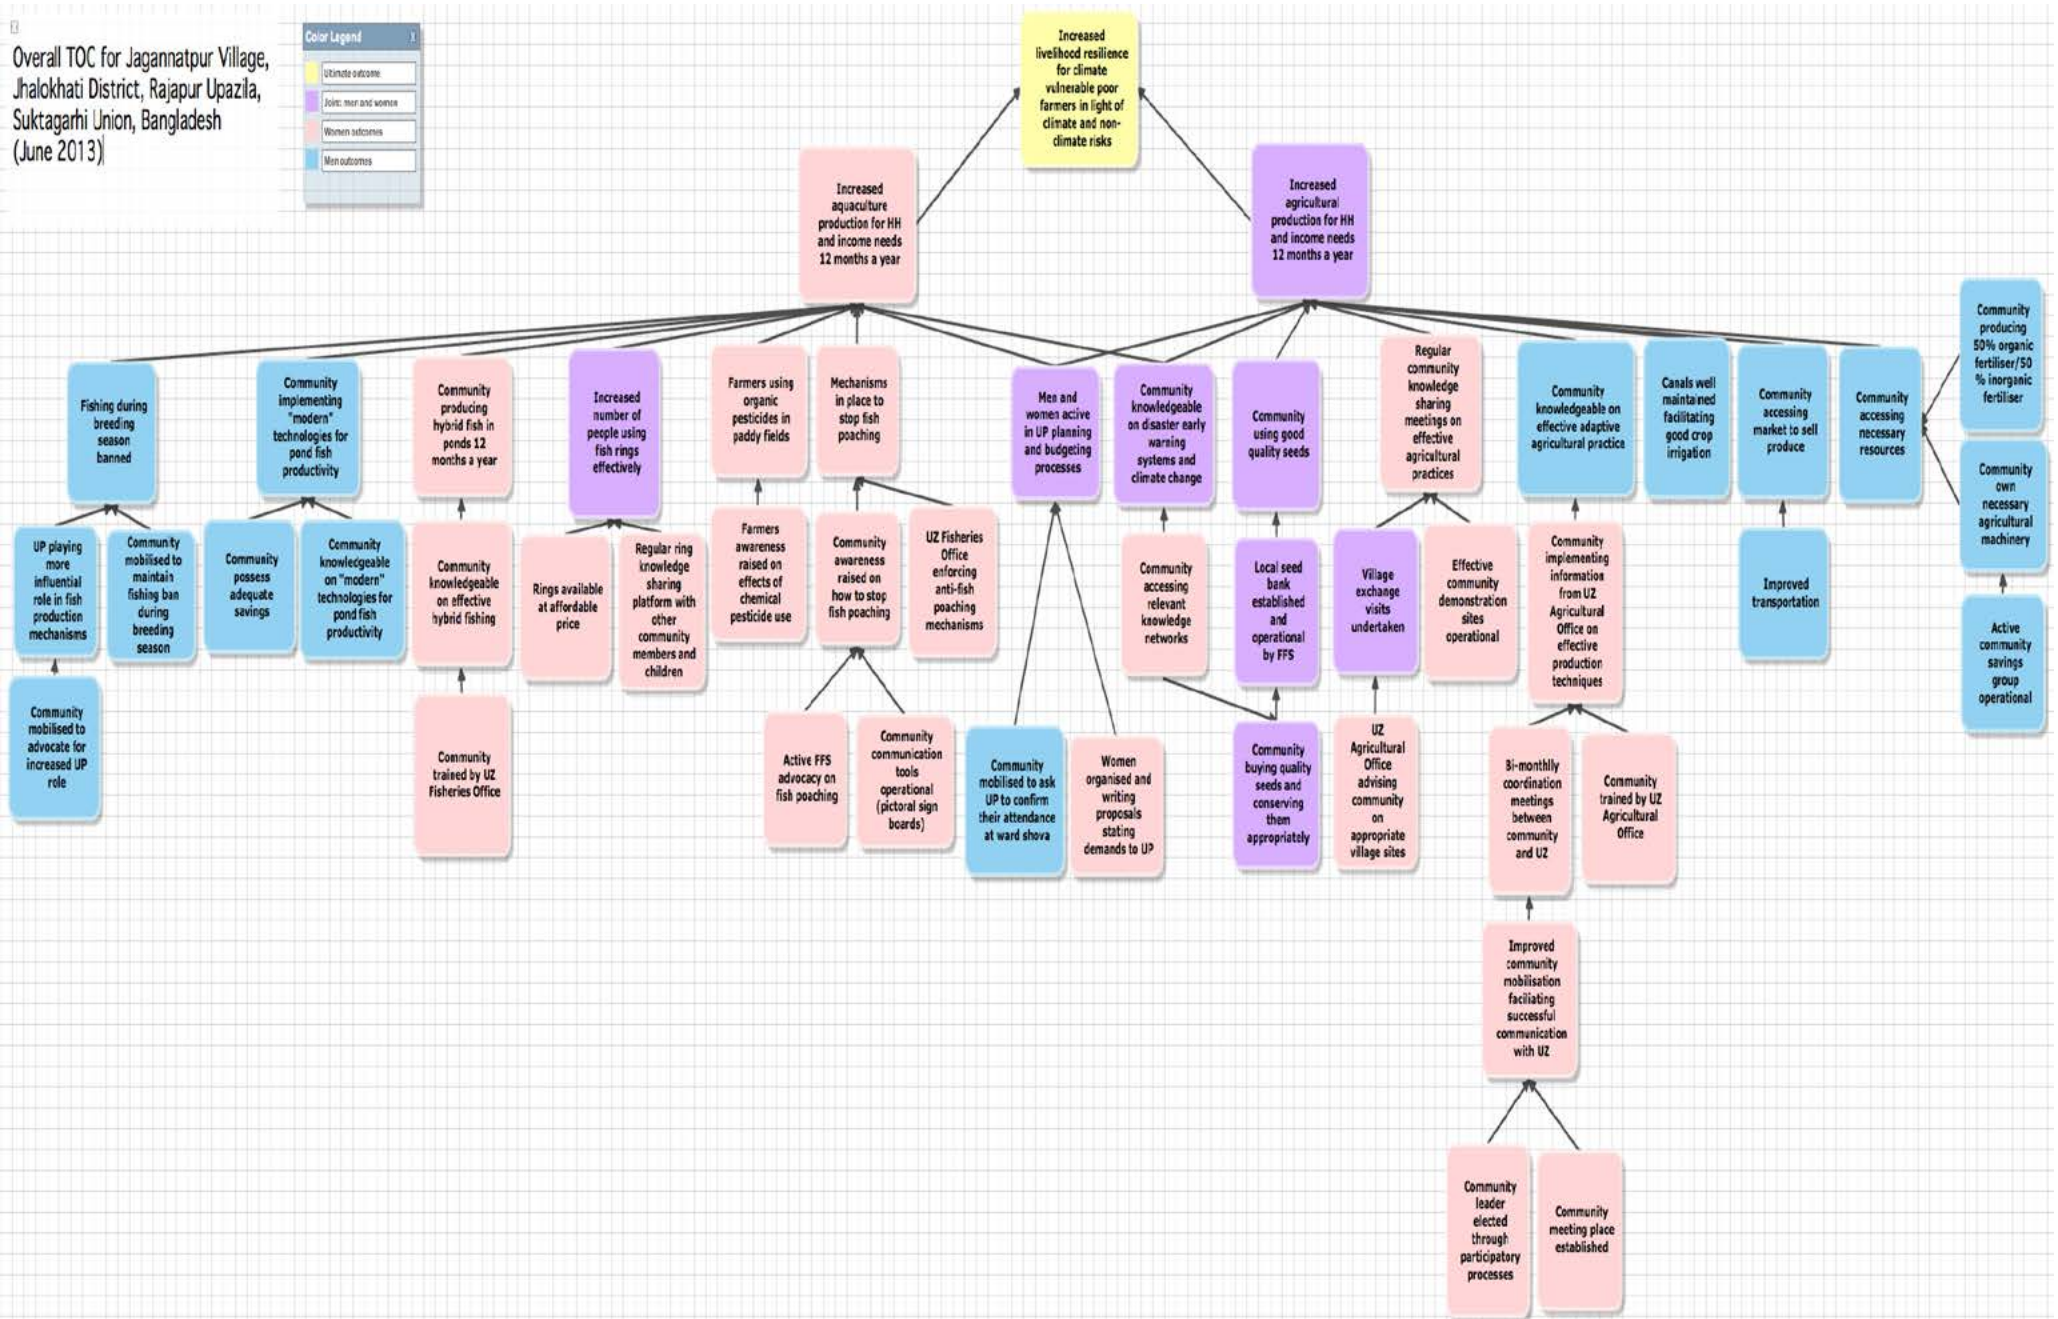 Overall TOC for Jagannatpur Village,
Jhalokhati District, Rajapur Upazila,
Suktagarhi Union, Bangladesh
(June 2013)
Color Legend
Ultimate outcome
Joint: men and women
Women outcomes
Men outcomes
Increased
livelihood resilience
for climate
vulnerable poor
farmers in light of
climate and non-
climate risks
Increased
aquaculture
production for HH
and income needs
12 months a year
Increased
agricultural
production for HH
and income needs
12 months a year
Fishing during
breeding
season
banned
Community
implementing
"modern"
technologies for
pond fish
productivity
Community
producing
hybrid fish in
ponds 12
months a year
Increased
number of
people using
fish rings
effectively
Farmers using
organic
pesticides in
paddy fields
Mechanisms
in place to
stop fish
poaching
Men and
women active
in UP planning
and budgeting
processes
Community
knowledgeable
on disaster early
warning
systems and
climate change
Community
using good
quality seeds
Regular
community
knowledge
sharing
meetings on
effective
agricultural
practices
Community
knowledgeable on
effective adaptive
agricultural practice
Canals well
maintained
facilitating
good crop
irrigation
Community
accessing
market to sell
produce
Community
accessing
necessary
resources
Community
producing
50% organic
fertiliser/50
% inorganic
fertiliser
Community
own
necessary
agricultural
machinery
Active
community
savings
group
operational
UP playing
more
influential
role in fish
production
mechanisms
Community
mobilised to
maintain
fishing ban
during
breeding
season
Community
possess
adequate
savings
Community
knowledgeable
on "modern"
technologies for
pond fish
productivity
Community
knowledgeable
on effective
hybrid fishing
Rings available
at affordable
price
Regular ring
knowledge
sharing
platform with
other
community
members and
children
Farmers
awareness
raised on
effects of
chemical
pesticide use
Community
awareness
raised on
how to stop
fish poaching
UZ Fisheries
Office
enforcing
anti-fish
poaching
mechanisms
Community
accessing
relevant
knowledge
networks
Local seed
bank
established
and
operational
by FFS
Village
exchange
visits
undertaken
Effective
community
demonstration
sites
operational
Community
implementing
information
from UZ
Agricultural
Office on
effective
production
techniques
Improved
transportation
Community
mobilised to
advocate for
increased UP
role
Community
trained by UZ
Fisheries Office
Active FFS
advocacy on
fish poaching
Community
communication
tools
operational
(pictoral sign
boards)
Community
mobilised to ask
UP to confirm
their attendance
at ward shova
Women
organised and
writing
proposals
stating
demands to UP
Community
buying quality
seeds and
conserving
them
appropriately
UZ
Agricultural
Office
advising
community
on
appropriate
village sites
Bi-monthlly
coordination
meetings
between
community
and UZ
Community
trained by UZ
Agricultural
Office
Improved
community
mobilisation
faciliating
successful
communication
with UZ
Community
leader
elected
through
participatory
processes
Community
meeting place
established